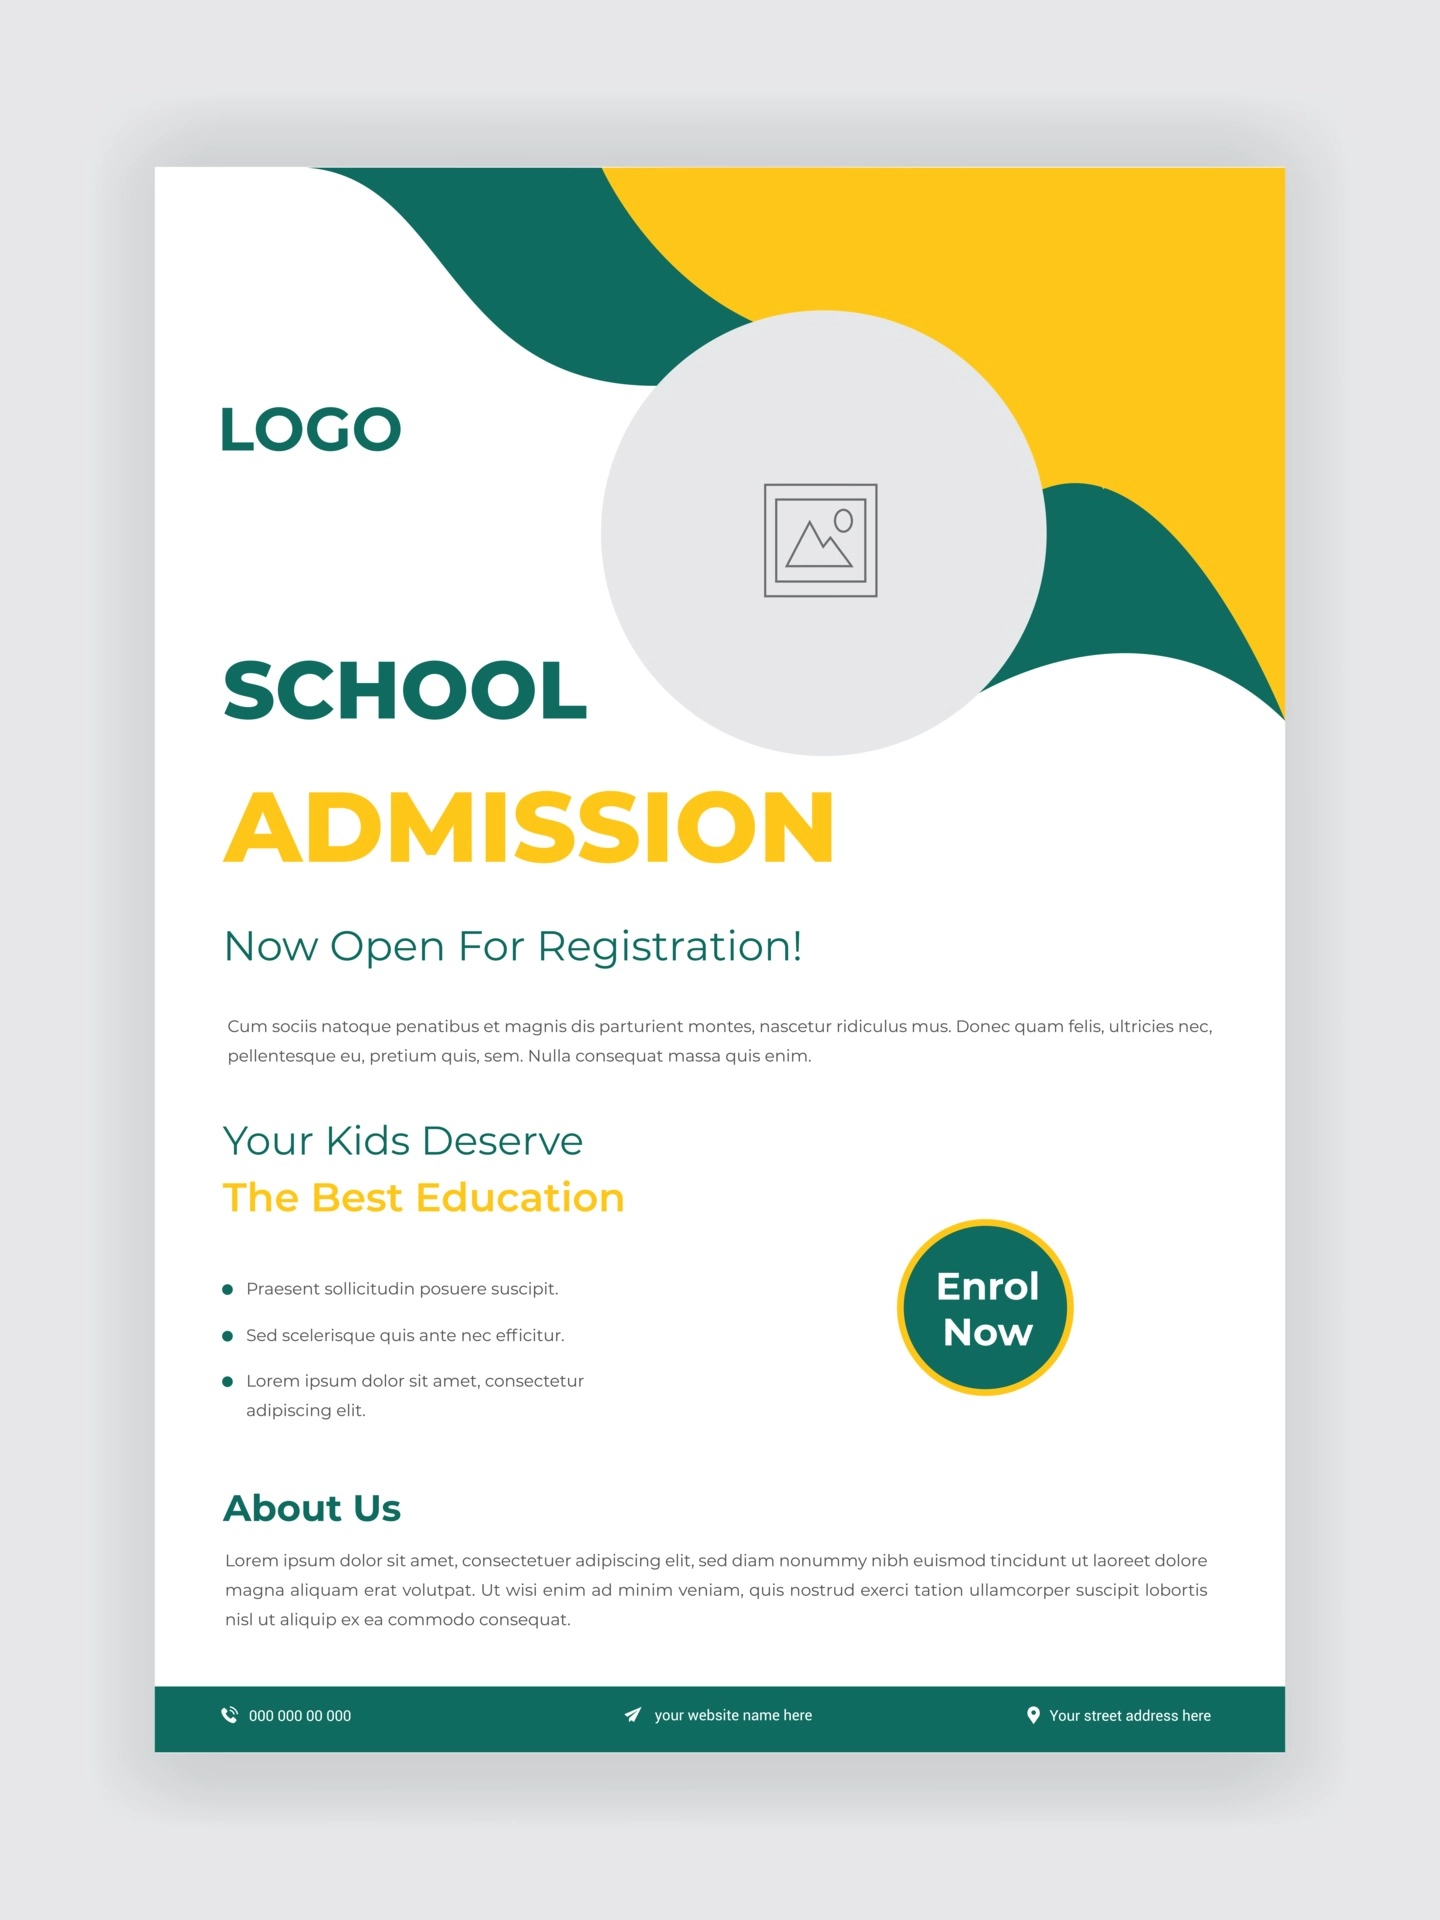 LOGO
SCHOOL
ADMISSION
Now Open For Registration!
Cum sociis natoque penatibus et magnis dis parturient montes, nascetur ridiculus mus. Donec quam felis, ultricies nec,
pellentesque eu, pretium quis, sem. Nulla consequat massa quis enim.
Your Kids Deserve
The Best Education
Praesent sollicitudin posuere suscipit.
Sed scelerisque quis ante nec efficitur.
Lorem ipsum dolor sit amet, consectetur
adipiscing elit.
Enrol
Now
About Us
Lorem ipsum dolor sit amet, consectetuer adipiscing elit, sed diam nonummy nibh euismod tincidunt ut laoreet dolore
magna aliquam erat volutpat. Ut wisi enim ad minim veniam, quis nostrud exerci tation ullamcorper suscipit lobortis
nisl ut aliquip ex ea commodo consequat.
000 000 00 000
your website name here
Your street address here